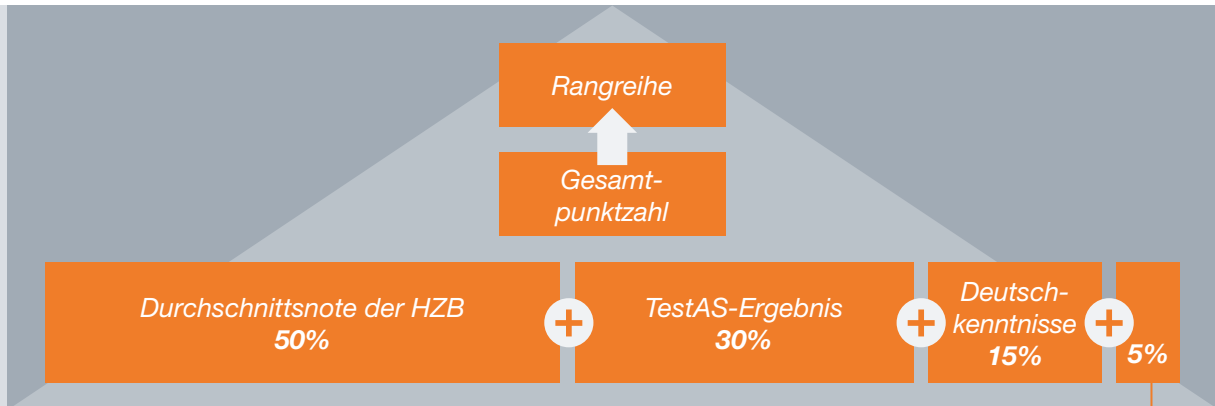 Rangreihe
Gesamt-
punktzahl
Durchschnittsnote der HZB
50%
+
TestAS-Ergebnis
30%
+
Deutsch-
kenntnisse
15%
+
5%